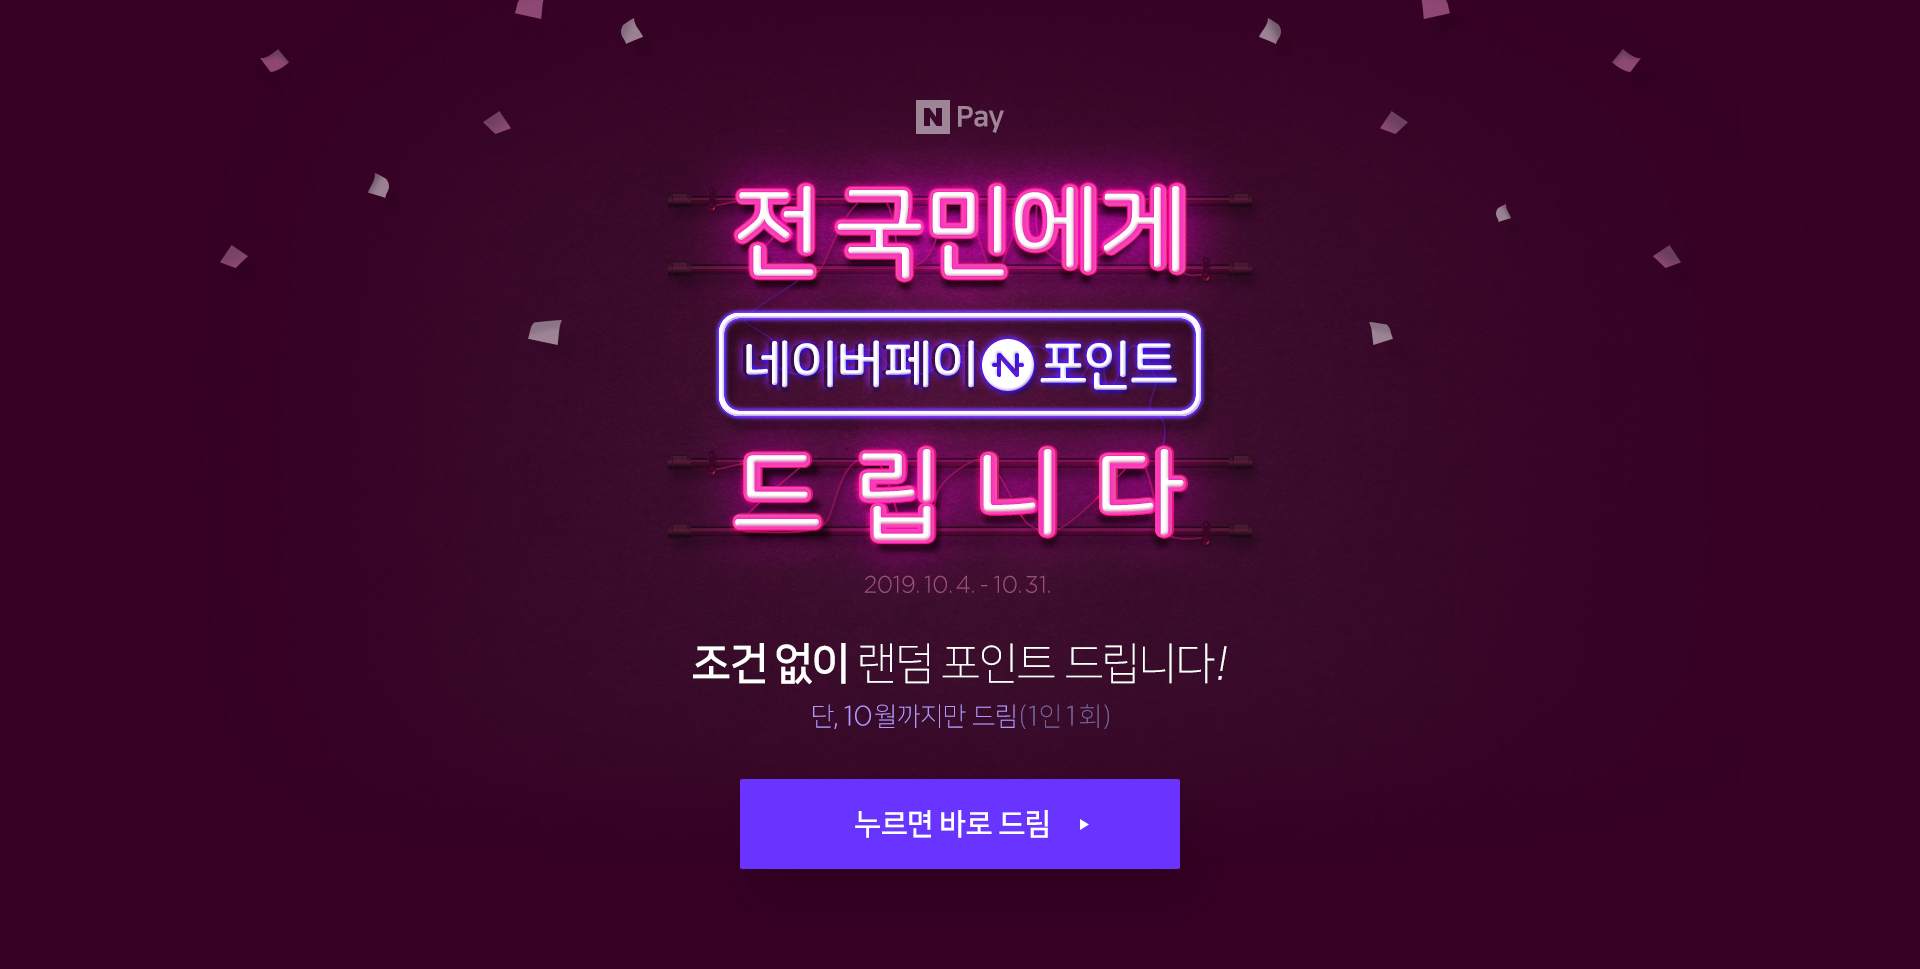 N Pay
전국민에게
네이버페이 N 포인트
드립니다
2019.10.4. - 10.31.
조건 없이 랜덤 포인트 드립니다!
단, 10월까지만 드림(1인 1회)
누르면 바로 드림